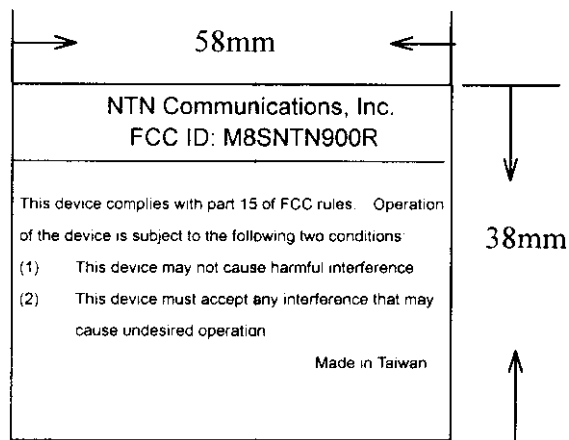 58mm
NTN Communications, Inc.
FCC ID: M8SNTN900R
This device complies with part 15 of FCC rules. Operation
of the device is subject to the following two conditions
(1) This device may not cause harmful interference
38mm
(2) This device must accept any interference that may
cause undesired operation
Made in Taiwan